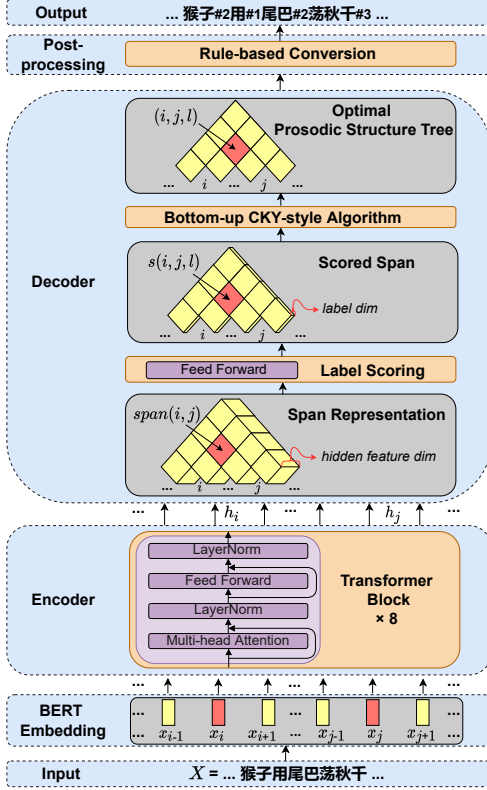 Output
... 猴子#2用#1尾巴#2荡秋千#3 ...
Post-
processing
Rule-based Conversion
Decoder
Optimal
Prosodic Structure Tree
(i, j, l)
... i ... j ...
Bottom-up CKY-style Algorithm
Scored Span
s(i, j, l)
label dim
... i ... j ...
Feed Forward
Label Scoring
Span Representation
span(i, j)
hidden feature dim
... i ... j ...
... h_i ... h_j ...
Encoder
LayerNorm
Feed Forward
LayerNorm
Multi-head Attention
Transformer
Block
× 8
... ... ...
BERT
Embedding
... ... ...
... x_{i-1} x_i x_{i+1} ... x_{j-1} x_j x_{j+1} ...
Input
X = ... 猴子用尾巴荡秋千 ...